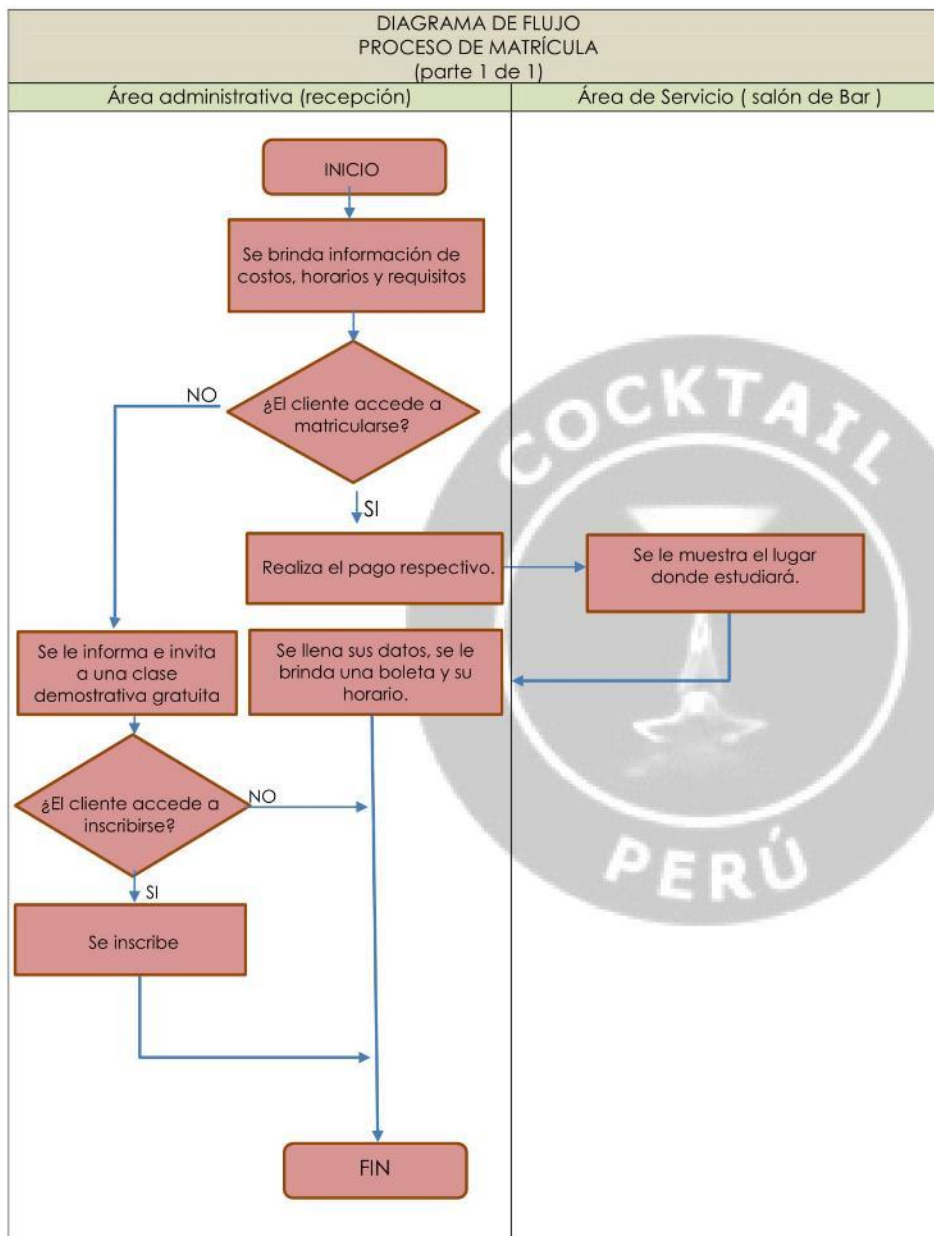 DIAGRAMA DE FLUJO
PROCESO DE MATRÍCULA
(parte 1 de 1)
Área administrativa (recepción)
Área de Servicio ( salón de Bar )
INICIO
Se brinda información de
costos, horarios y requisitos
¿El cliente accede a
matricularse?
NO
SI
Realiza el pago respectivo.
Se le muestra el lugar
donde estudiará.
Se llena sus datos, se le
brinda una boleta y su
horario.
Se le informa e invita
a una clase
demostrativa gratuita
¿El cliente accede a
inscribirse?
NO
SI
Se inscribe
FIN
COCKTAIL
PERÚ